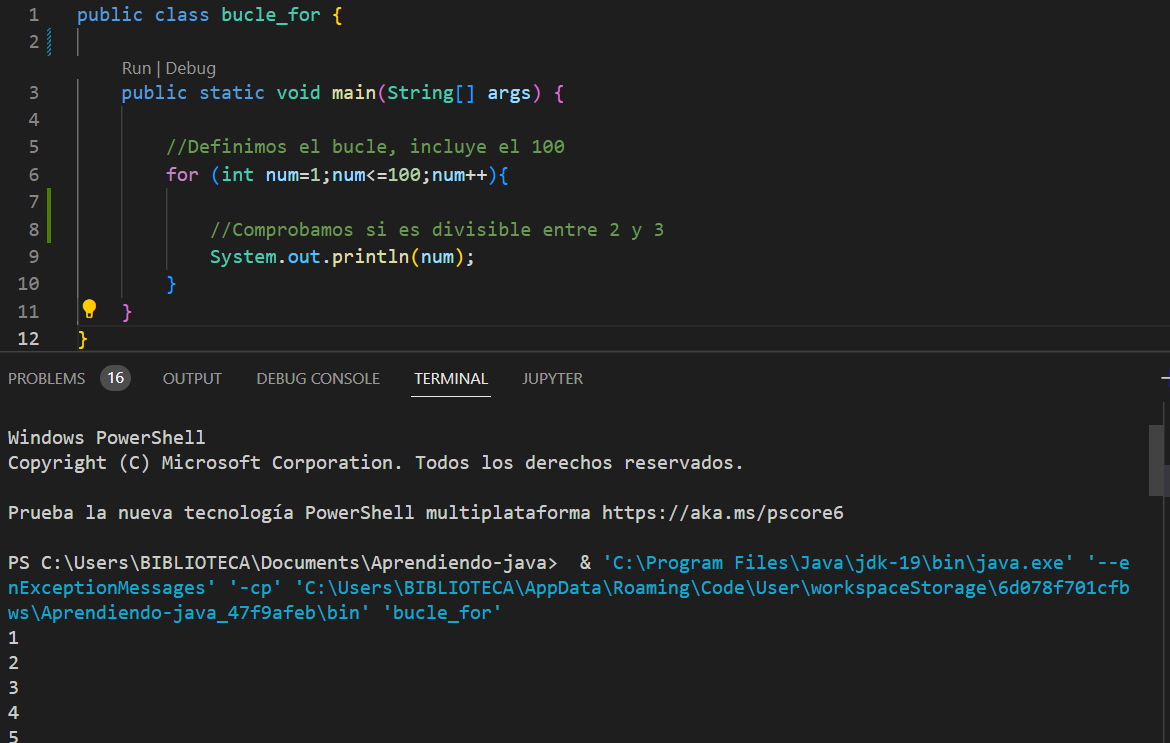 1 public class bucle_for {
2
Run | Debug
3 public static void main(String[] args) {
4
5 //Definimos el bucle, incluye el 100
6 for (int num=1;num<=100;num++){
7
8 //Comprobamos si es divisible entre 2 y 3
9 System.out.println(num);
10 }
11 }
12 }
PROBLEMS 16 OUTPUT DEBUG CONSOLE TERMINAL JUPYTER
Windows PowerShell
Copyright (C) Microsoft Corporation. Todos los derechos reservados.
Prueba la nueva tecnología PowerShell multiplataforma https://aka.ms/pscore6
PS C:\Users\BIBLIOTECA\Documents\Aprendiendo-java>  & 'C:\Program Files\Java\jdk-19\bin\java.exe' '--e
nExceptionMessages' '-cp' 'C:\Users\BIBLIOTECA\AppData\Roaming\Code\User\workspaceStorage\6d078f701cfb
ws\Aprendiendo-java_47f9afeb\bin' 'bucle_for'
1
2
3
4
5